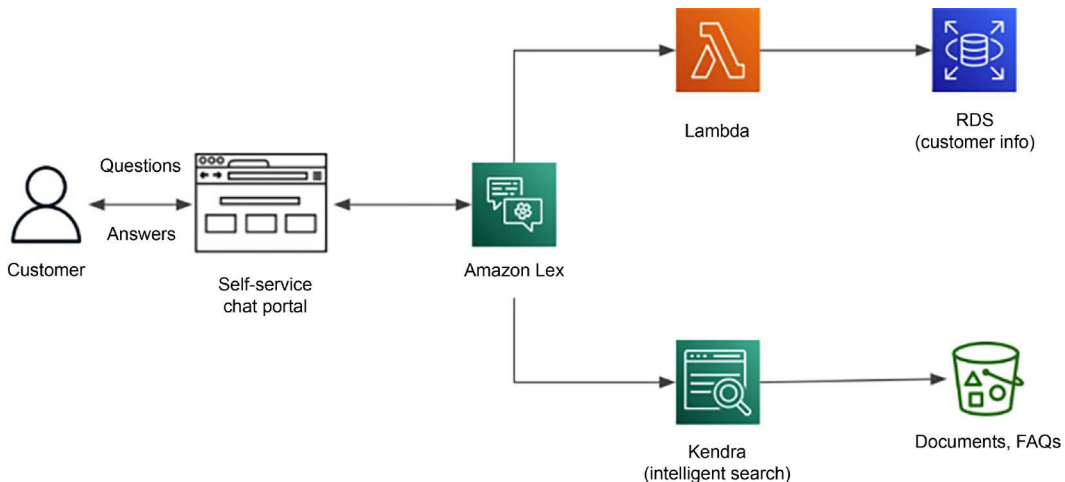 Questions
Answers
Customer
Self-service
chat portal
Amazon Lex
Lambda
RDS
(customer info)
Kendra
(intelligent search)
Documents, FAQs